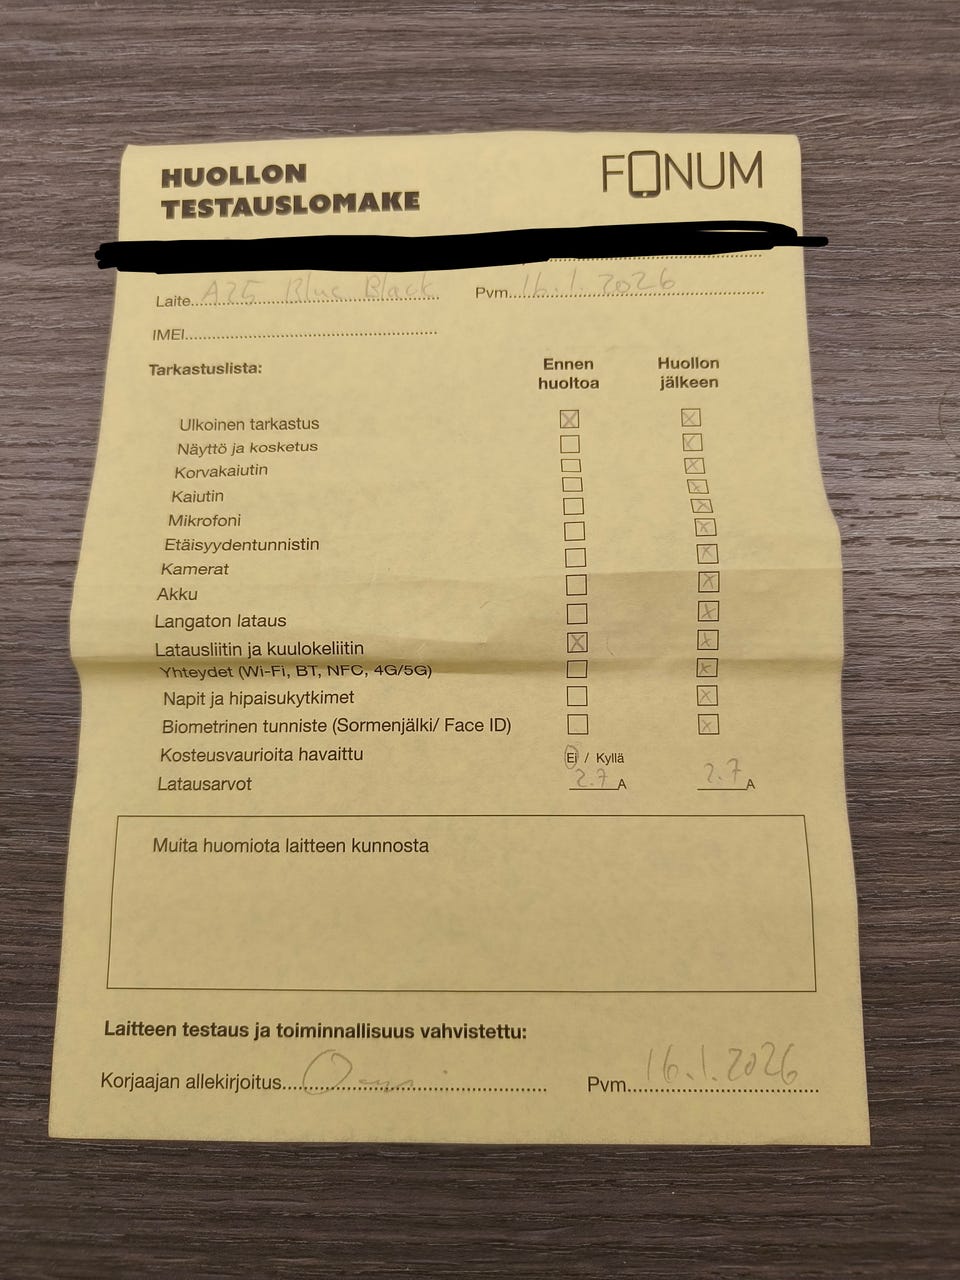 HUOLLON
TESTAUSLOMAKE
FONUM
Laite A25 Blue Black Pvm. 16.1.2026
IMEI
Tarkastuslista: Ennen huoltoa Huollon jälkeen
Ulkoinen tarkastus X X
Näyttö ja kosketus X
Korvakaiutin X
Kaiutin X
Mikrofoni X
Etäisyydentunnistin X
Kamerat X
Akku X
Langaton lataus X
Latausliitin ja kuulokeliitin X X
Yhteydet (Wi-Fi, BT, NFC, 4G/5G) X
Napit ja hipaisukytkimet X
Biometrinen tunniste (Sormenjälki/ Face ID) X
Kosteusvaurioita havaittu Ei / Kyllä
Latausarvot 2.7 A 2.7 A
Muita huomiota laitteen kunnosta
Laitteen testaus ja toiminnallisuus vahvistettu:
Korjaajan allekirjoitus Pvm. 16.1.2026